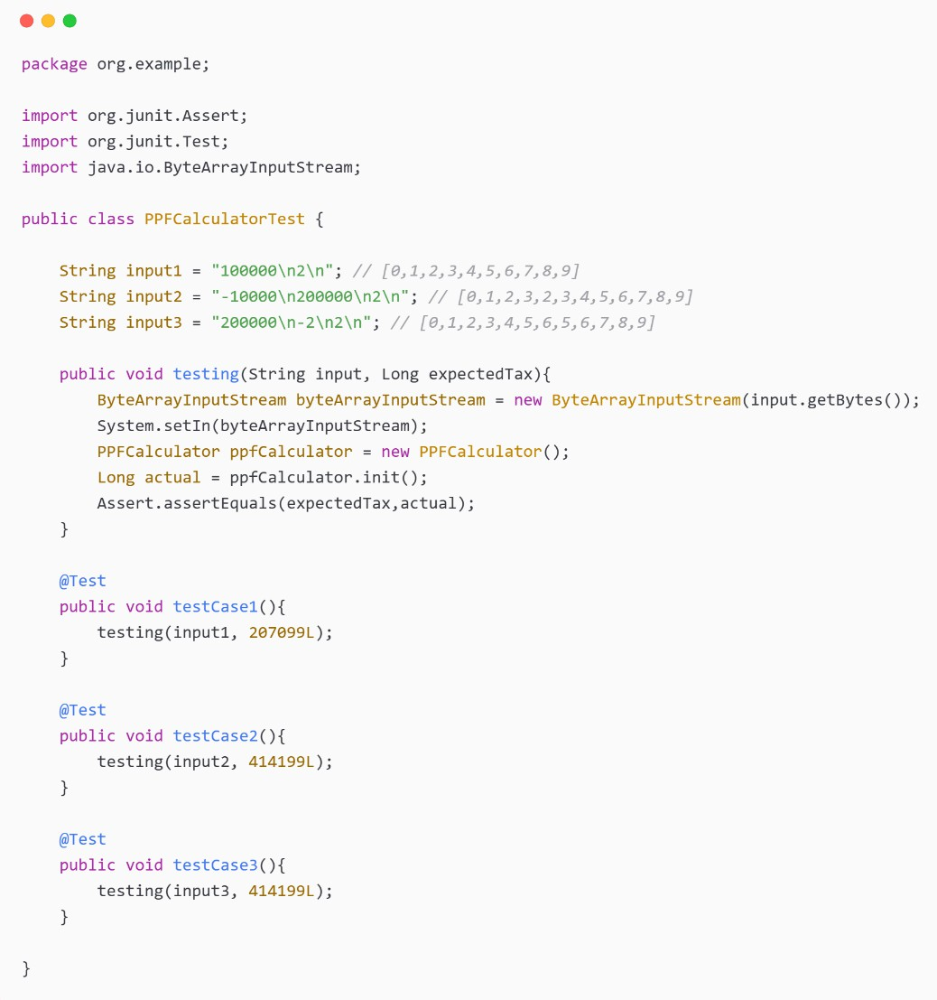 package org.example;

import org.junit.Assert;
import org.junit.Test;
import java.io.ByteArrayInputStream;

public class PPFCalculatorTest {

    String input1 = "100000\n2\n"; // [0,1,2,3,4,5,6,7,8,9]
    String input2 = "-10000\n200000\n2\n"; // [0,1,2,3,2,3,4,5,6,7,8,9]
    String input3 = "200000\n-2\n2\n"; // [0,1,2,3,4,5,6,5,6,7,8,9]

    public void testing(String input, Long expectedTax){
        ByteArrayInputStream byteArrayInputStream = new ByteArrayInputStream(input.getBytes());
        System.setIn(byteArrayInputStream);
        PPFCalculator ppfCalculator = new PPFCalculator();
        Long actual = ppfCalculator.init();
        Assert.assertEquals(expectedTax,actual);
    }

    @Test
    public void testCase1(){
        testing(input1, 207099L);
    }

    @Test
    public void testCase2(){
        testing(input2, 414199L);
    }

    @Test
    public void testCase3(){
        testing(input3, 414199L);
    }

}